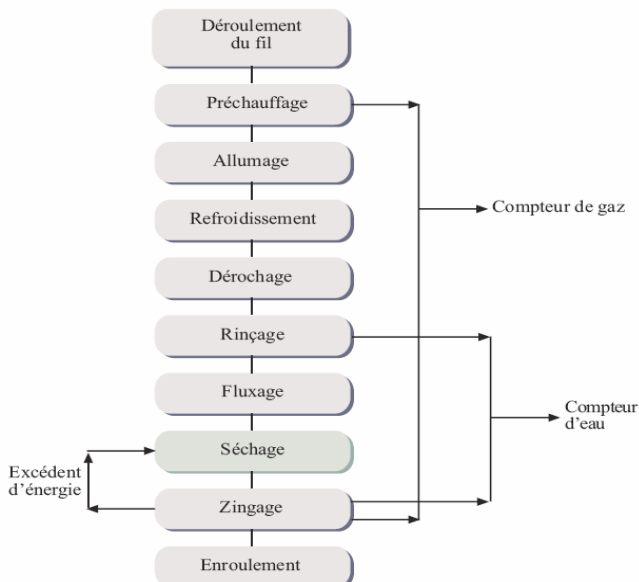 Déroulement
du fil
Préchauffage
Allumage
Compteur de gaz
Refroidissement
Dérochage
Rinçage
Fluxage
Compteur
d'eau
Séchage
Excédent
d'énergie
Zingage
Enroulement